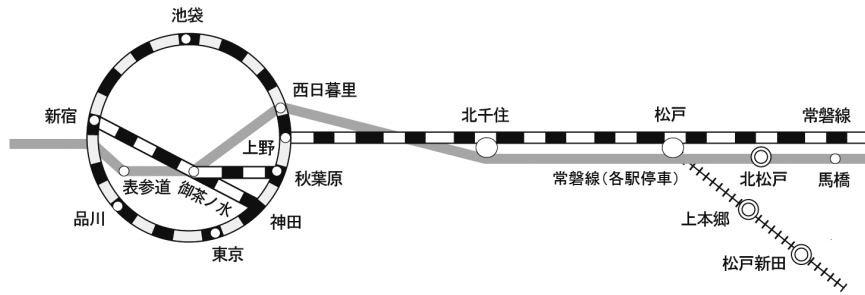 池袋
新宿
西日暮里
上野
秋葉原
表参道
御茶ノ水
品川
神田
東京
北千住
松戸
常磐線
常磐線(各駅停車)
北松戸
馬橋
上本郷
松戸新田